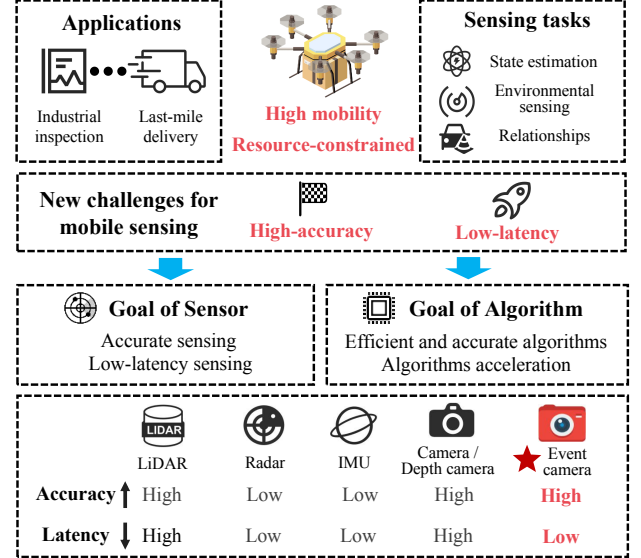 Applications
Industrial
inspection
Last-mile
delivery
High mobility
Resource-constrained
Sensing tasks
State estimation
Environmental
sensing
Relationships
New challenges for
mobile sensing
High-accuracy
Low-latency
Goal of Sensor
Accurate sensing
Low-latency sensing
Goal of Algorithm
Efficient and accurate algorithms
Algorithms acceleration
LIDAR
LiDAR
Radar
IMU
Camera /
Depth camera
Event
camera
Accuracy High Low Low High High
Latency High Low Low High Low